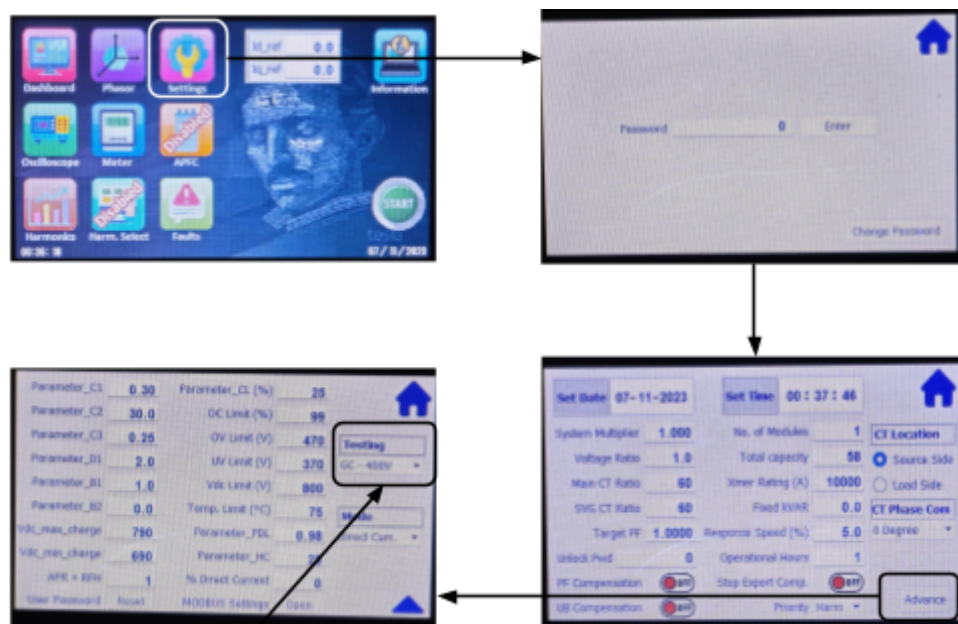 Dashboard Phasor Settings Id_ref 0.0 Information
Iq_ref 0.0
Oscilloscope Meter APFC Disabled
Harmonics Harm. Select Disabled Faults START
07/11/2023
Password 0 Enter
Change Password
Parameter_C1 0.30 Parameter_CL (%) 25
Parameter_C2 30.0 OC Limit (%) 99
Parameter_C3 0.25 OV Limit (V) 470 Testing
Parameter_D1 2.0 UV Limit (V) 370 GC - 400V
Parameter_B1 1.0 Vdc Limit (V) 800
Parameter_B2 0.0 Temp. Limit (°C) 75 Mode
Vdc_max_charge 790 Parameter_PDL 0.98 Direct Curr.
Vdc_min_charge 690 Parameter_HC
APR + RPH 1 % Direct Current 0
User Password Reset MODBUS Settings Open
Set Date 07-11-2023 Set Time 00 : 37 : 46
System Multiplier 1.000 No. of Modules 1 CT Location
Voltage Ratio 1.0 Total capacity 58 Source Side
Main CT Ratio 60 Xmer Rating (A) 10000 Load Side
SVG CT Ratio 60 Fixed kVAR 0.0 CT Phase Com
Target PF 1.0000 Response Speed (%) 5.0 0 Degree
Unlock Pwd 0 Operational Hours 1
PF Compensation OFF Stop Export Comp. OFF
UB Compensation OFF Priority Harm Advance